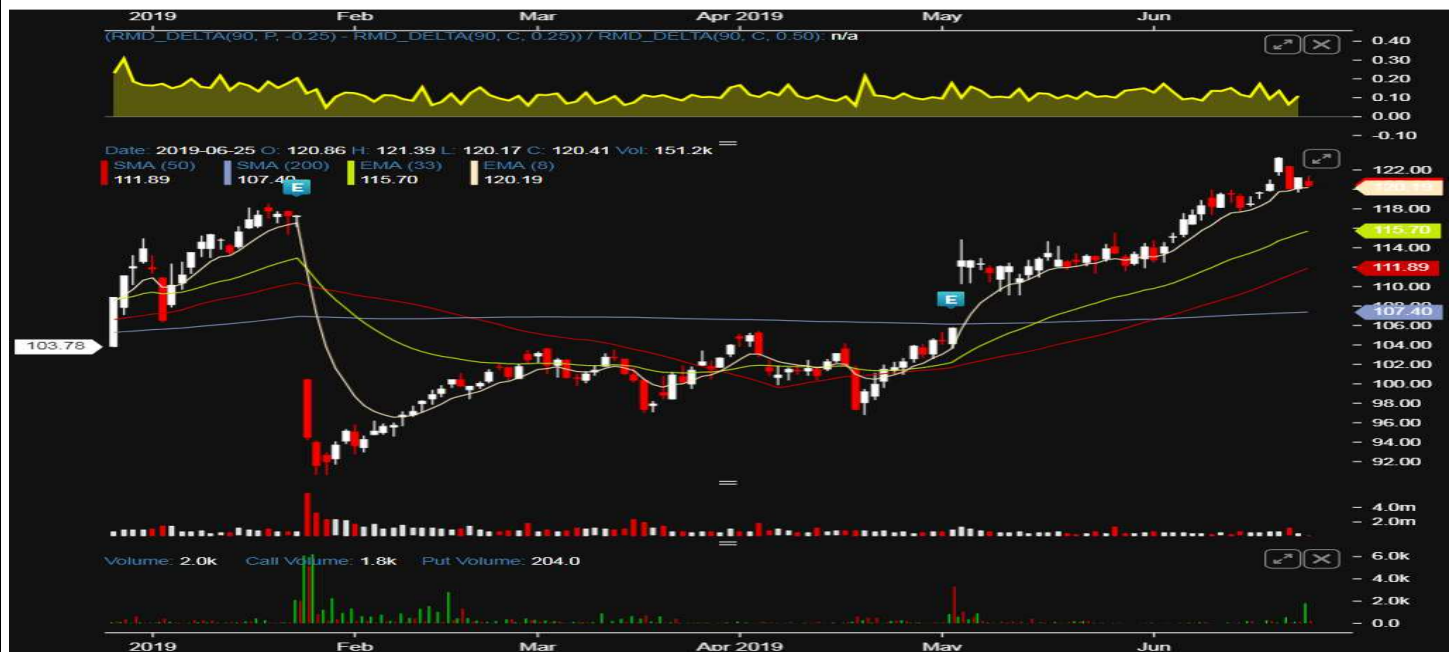 2019 Feb Mar Apr 2019 May Jun
(RMD_DELTA(90, P, -0.25) - RMD_DELTA(90, C, 0.25)) / RMD_DELTA(90, C, 0.50): n/a
0.40
0.30
0.20
0.10
0.00
-0.10
Date: 2019-06-25 O: 120.86 H: 121.39 L: 120.17 C: 120.41 Vol: 151.2k
SMA (50) SMA (200) EMA (33) EMA (8)
111.89 107.40 115.70 120.19
E
E
122.00
120.19
118.00
115.70
114.00
111.89
110.00
108.00
107.40
106.00
104.00
103.78
102.00
100.00
98.00
96.00
94.00
92.00
4.0m
2.0m
Volume: 2.0k Call Volume: 1.8k Put Volume: 204.0
6.0k
4.0k
2.0k
0.0
2019 Feb Mar Apr 2019 May Jun